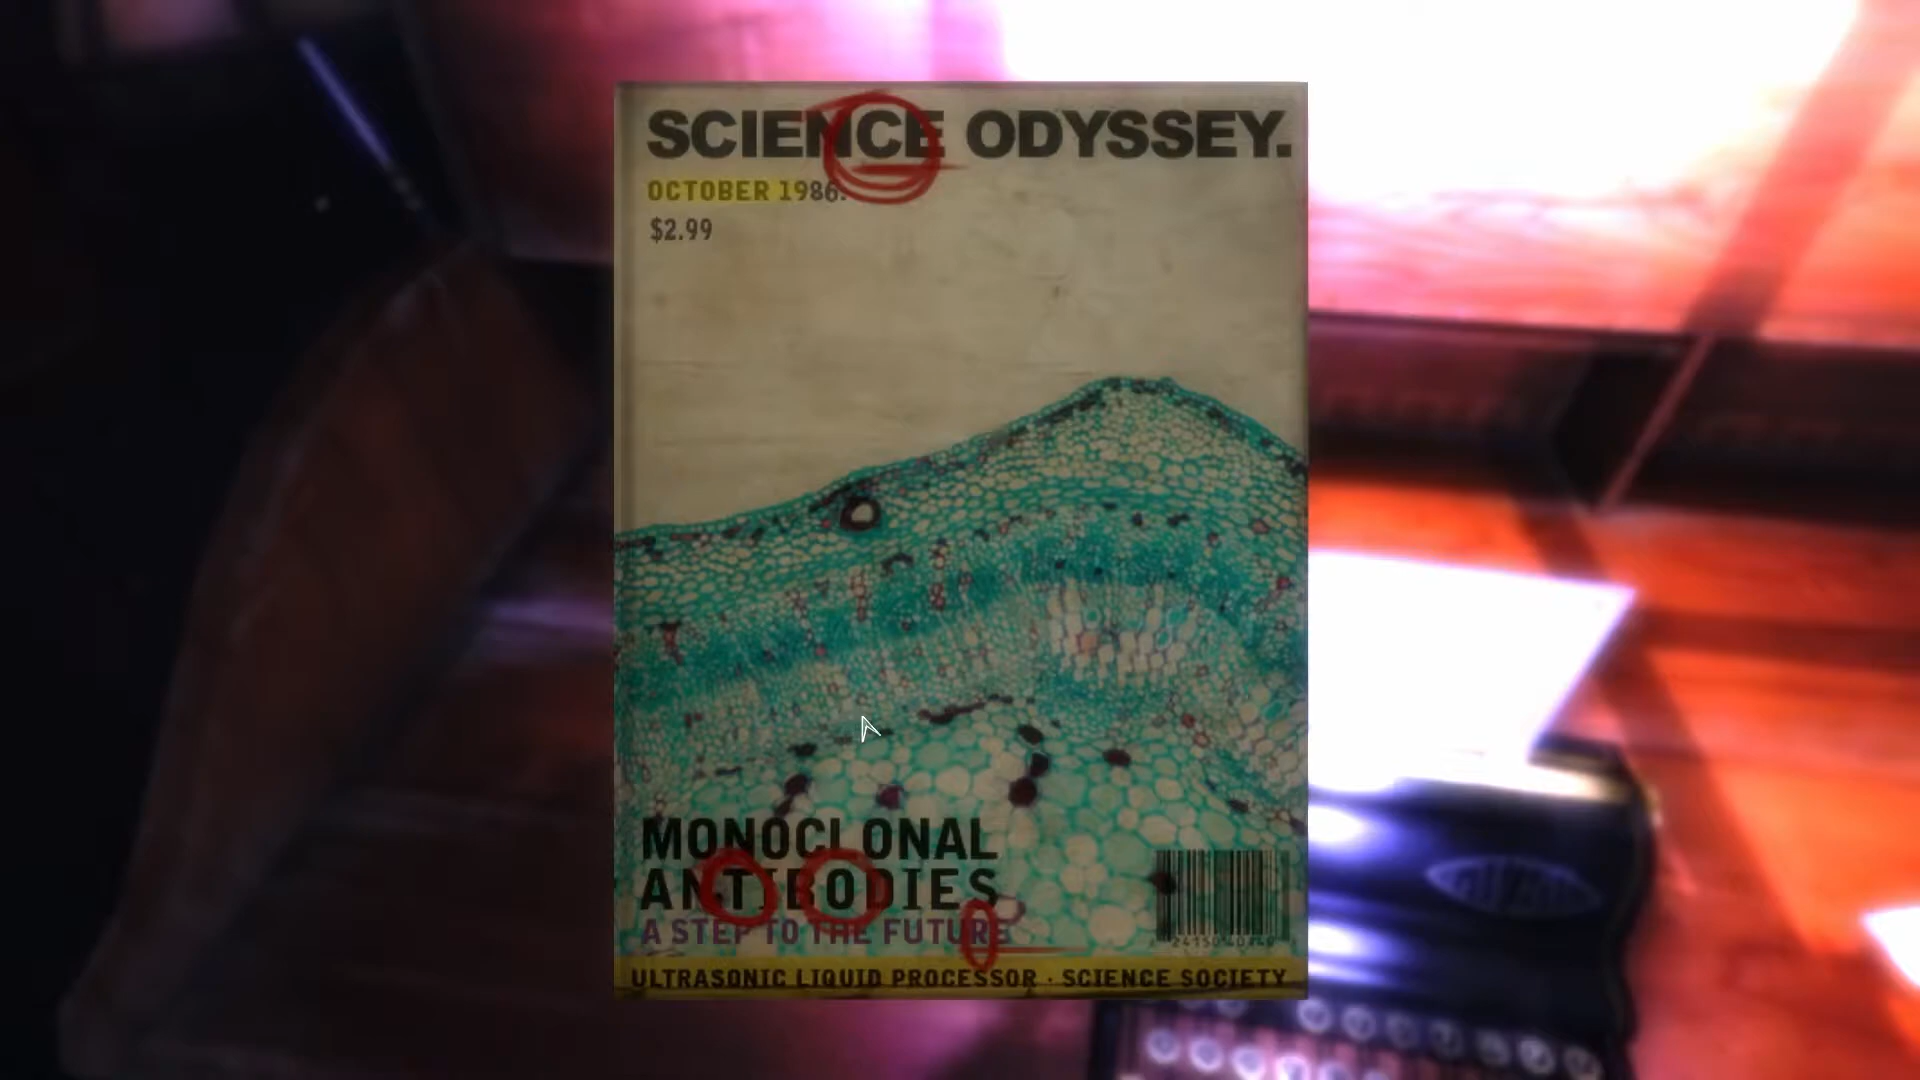 SCIENCE ODYSSEY.
OCTOBER 1986.
$2.99
MONOCLONAL
ANTIBODIES
A STEP TO THE FUTURE
ULTRASONIC LIQUID PROCESSOR · SCIENCE SOCIETY